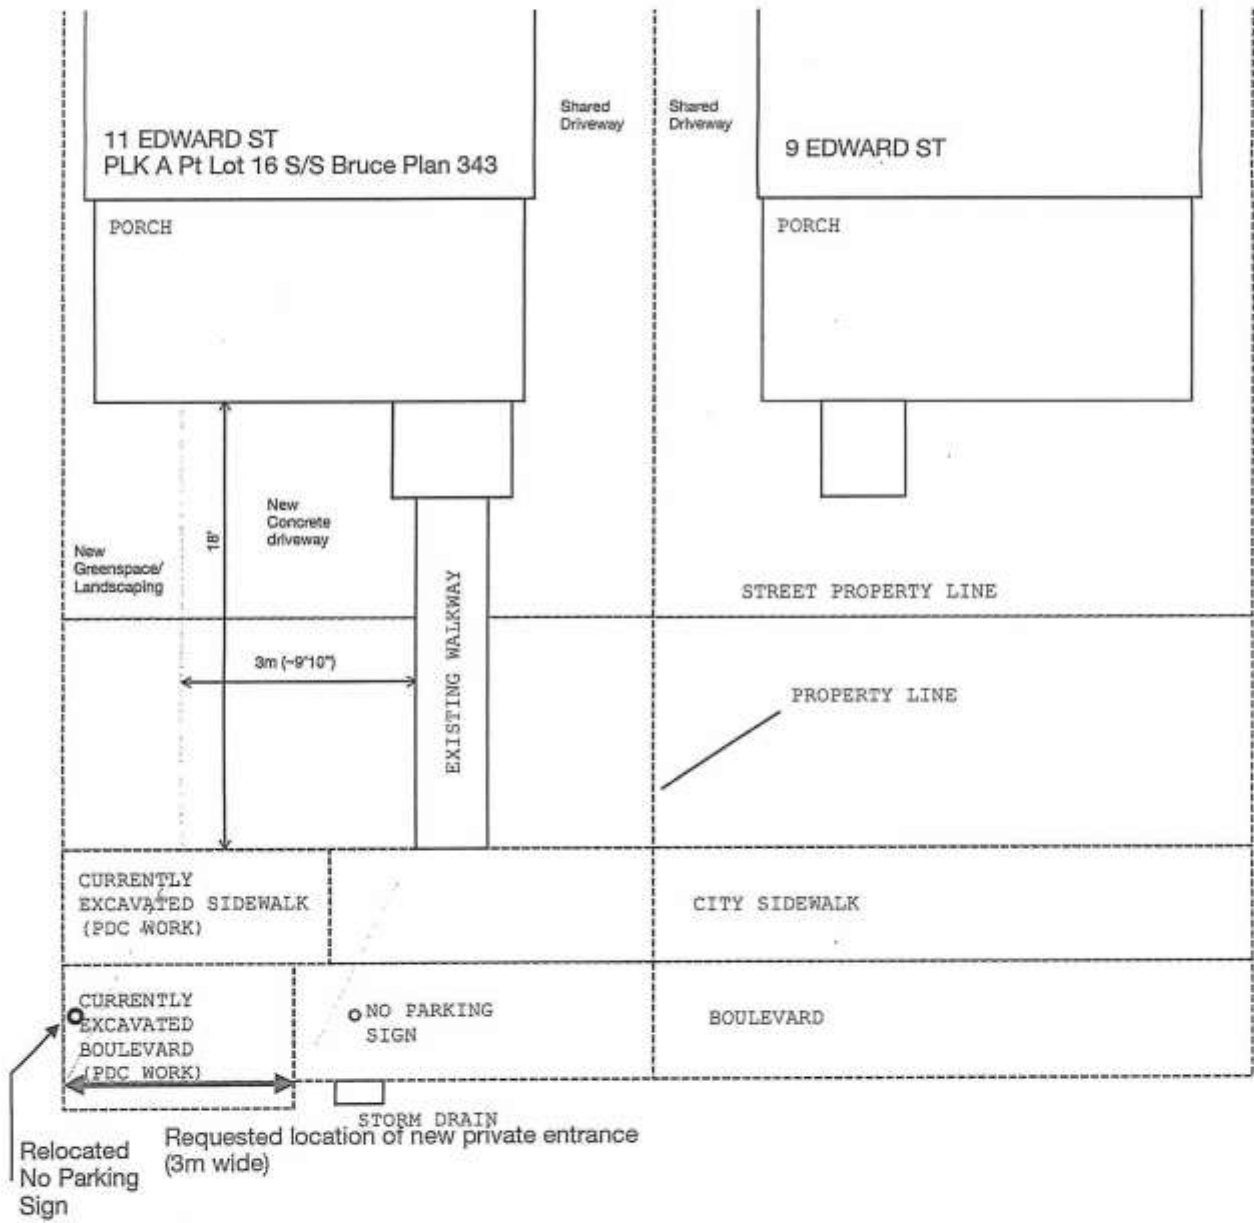 11 EDWARD ST
PLK A Pt Lot 16 S/S Bruce Plan 343
Shared
Driveway
Shared
Driveway
9 EDWARD ST
PORCH
PORCH
18'
New
Concrete
driveway
New
Greenspace/
Landscaping
EXISTING WALKWAY
STREET PROPERTY LINE
3m (~9'10")
PROPERTY LINE
CURRENTLY
EXCAVATED SIDEWALK
(PDC WORK)
CITY SIDEWALK
CURRENTLY
EXCAVATED
BOULEVARD
(PDC WORK)
NO PARKING
SIGN
BOULEVARD
STORM DRAIN
Requested location of new private entrance
(3m wide)
Relocated
No Parking
Sign